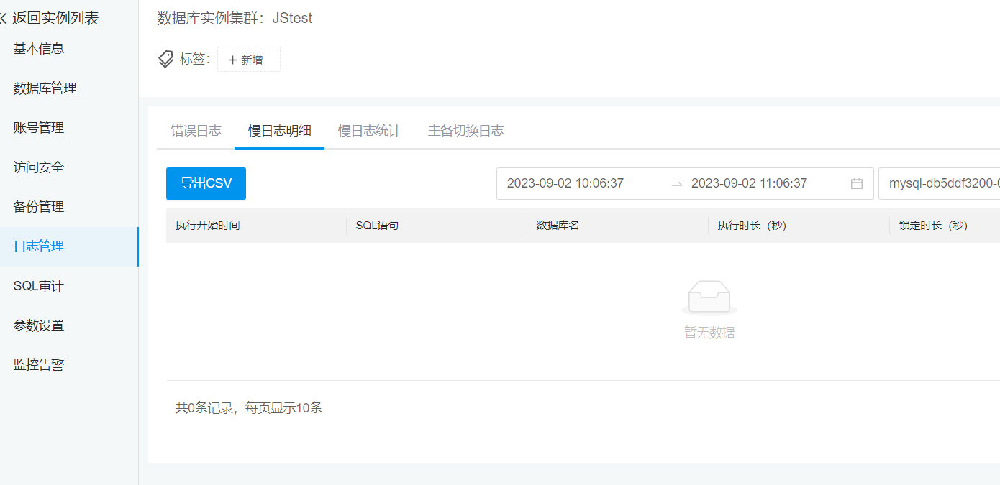 返回实例列表
基本信息
数据库管理
账号管理
访问安全
备份管理
日志管理
SQL审计
参数设置
监控告警
数据库实例集群：JStest
标签：
新增
错误日志 慢日志明细 慢日志统计 主备切换日志
导出CSV 2023-09-02 10:06:37 → 2023-09-02 11:06:37 mysql-db5ddf3200-
执行开始时间 SQL语句 数据库名 执行时长（秒） 锁定时长（秒）
暂无数据
共0条记录，每页显示10条